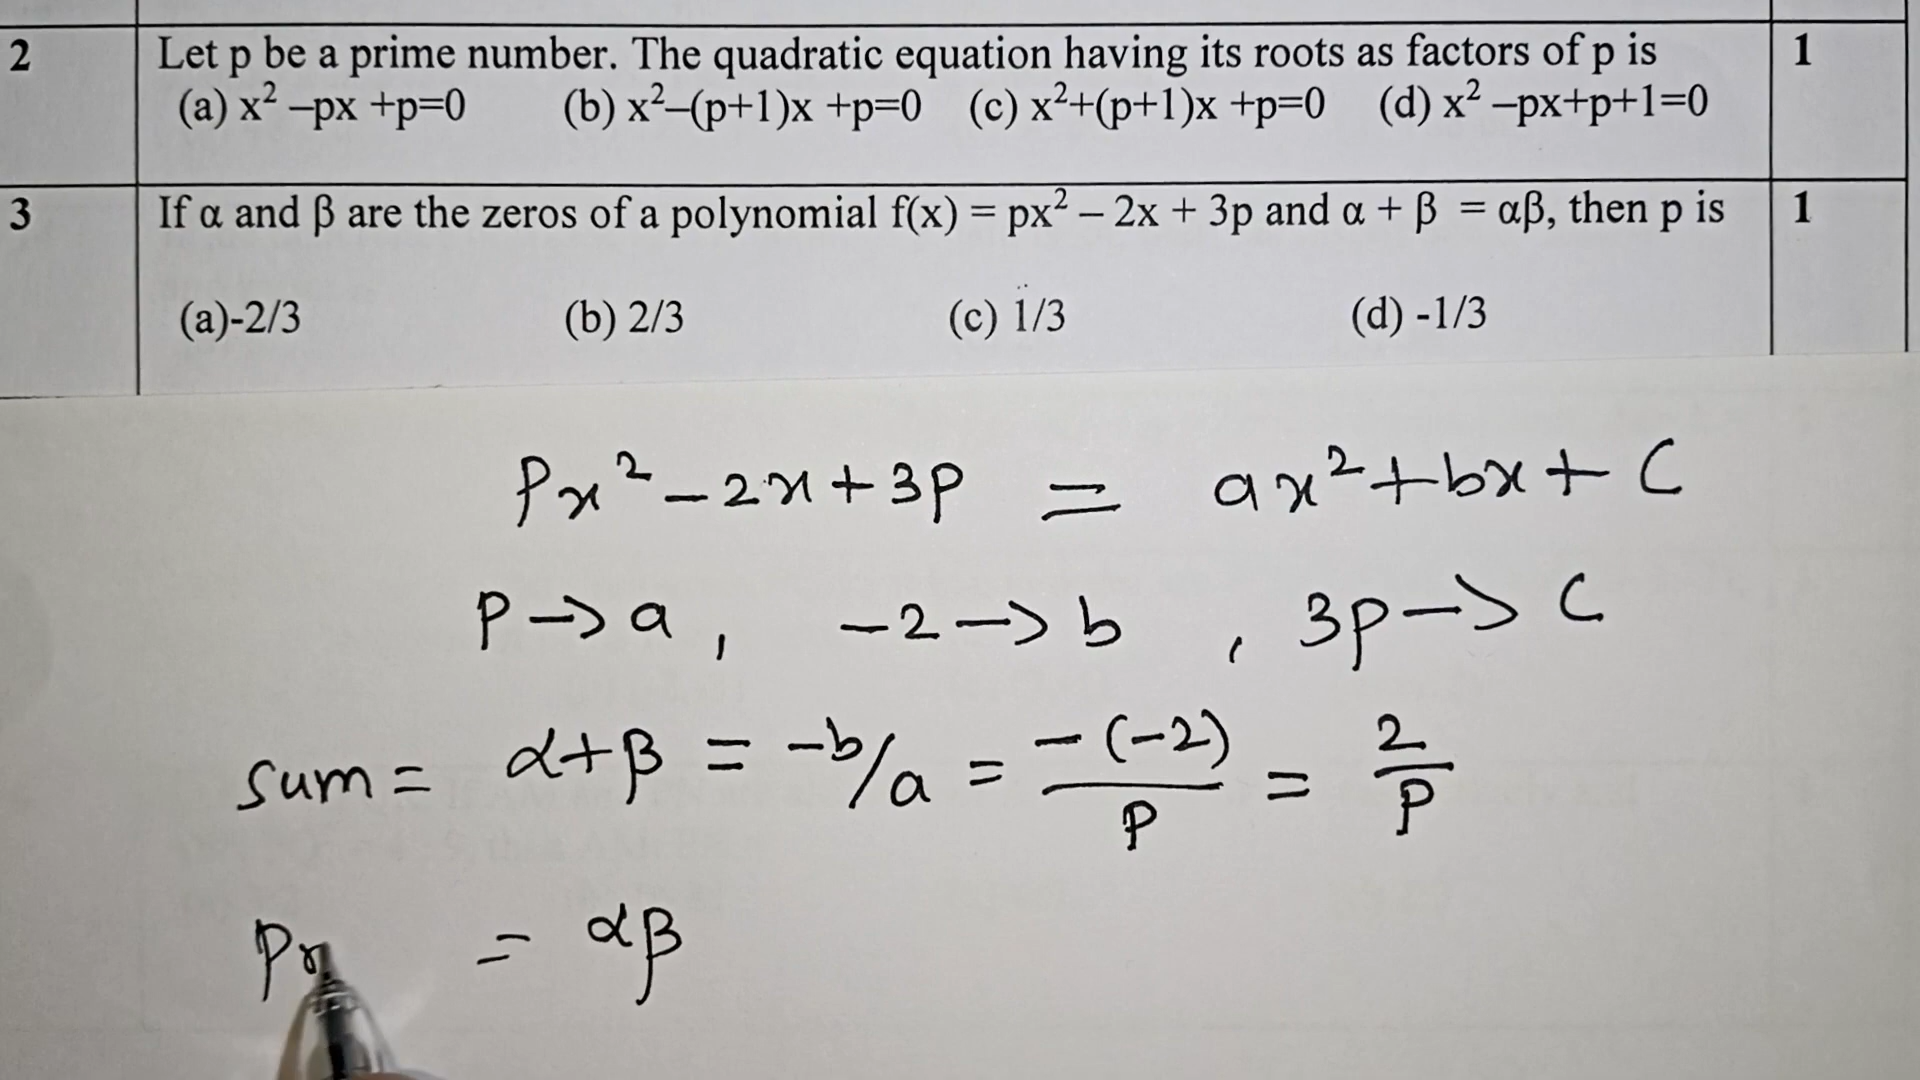 2 Let p be a prime number. The quadratic equation having its roots as factors of p is 1
(a) x² –px +p=0 (b) x²–(p+1)x +p=0 (c) x²+(p+1)x +p=0 (d) x² –px+p+1=0
3 If α and β are the zeros of a polynomial f(x) = px² – 2x + 3p and α + β = αβ, then p is 1
(a)-2/3 (b) 2/3 (c) 1/3 (d) -1/3
Px² – 2x + 3p = ax² + bx + C
P –> a , –2 –> b , 3p –> C
sum = α+β = -b/a = -(-2)/P = 2/P
Pr = αβ